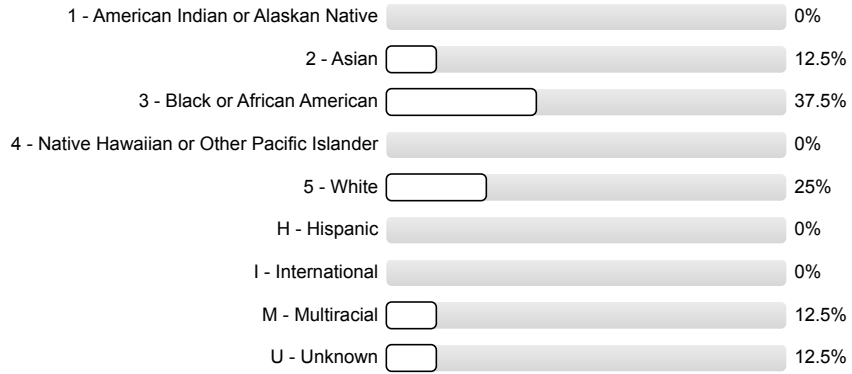 1 - American Indian or Alaskan Native 0%
2 - Asian 12.5%
3 - Black or African American 37.5%
4 - Native Hawaiian or Other Pacific Islander 0%
5 - White 25%
H - Hispanic 0%
I - International 0%
M - Multiracial 12.5%
U - Unknown 12.5%